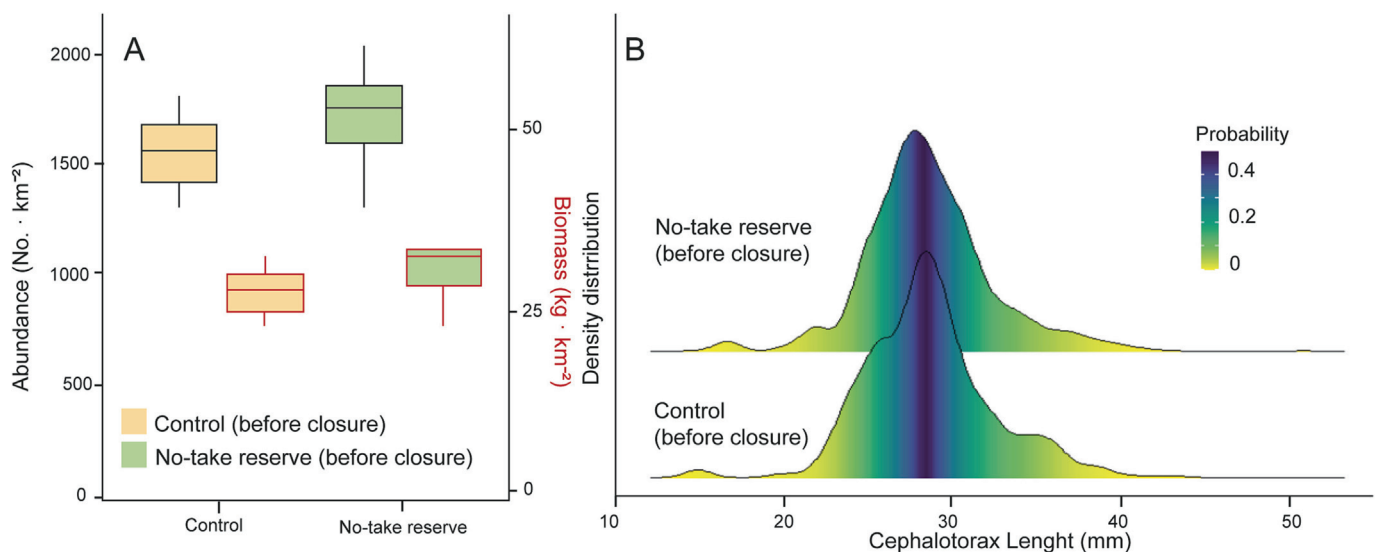 A
Abundance (No. · km⁻²)
2000
1500
1000
500
0
Control (before closure)
No-take reserve (before closure)
Control
No-take reserve
50
25
0
Biomass (kg · km⁻²)
B
Density distrribution
No-take reserve
(before closure)
Control
(before closure)
Probability
0.4
0.2
0
10 20 30 40 50
Cephalotorax Lenght (mm)